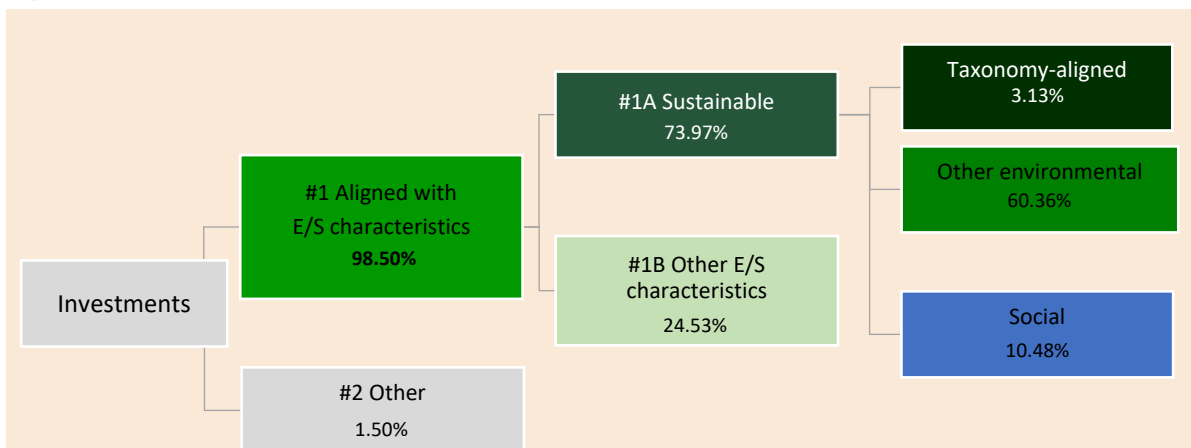 Investments
#1 Aligned with
E/S characteristics
98.50%
#2 Other
1.50%
#1A Sustainable
73.97%
#1B Other E/S
characteristics
24.53%
Taxonomy-aligned
3.13%
Other environmental
60.36%
Social
10.48%